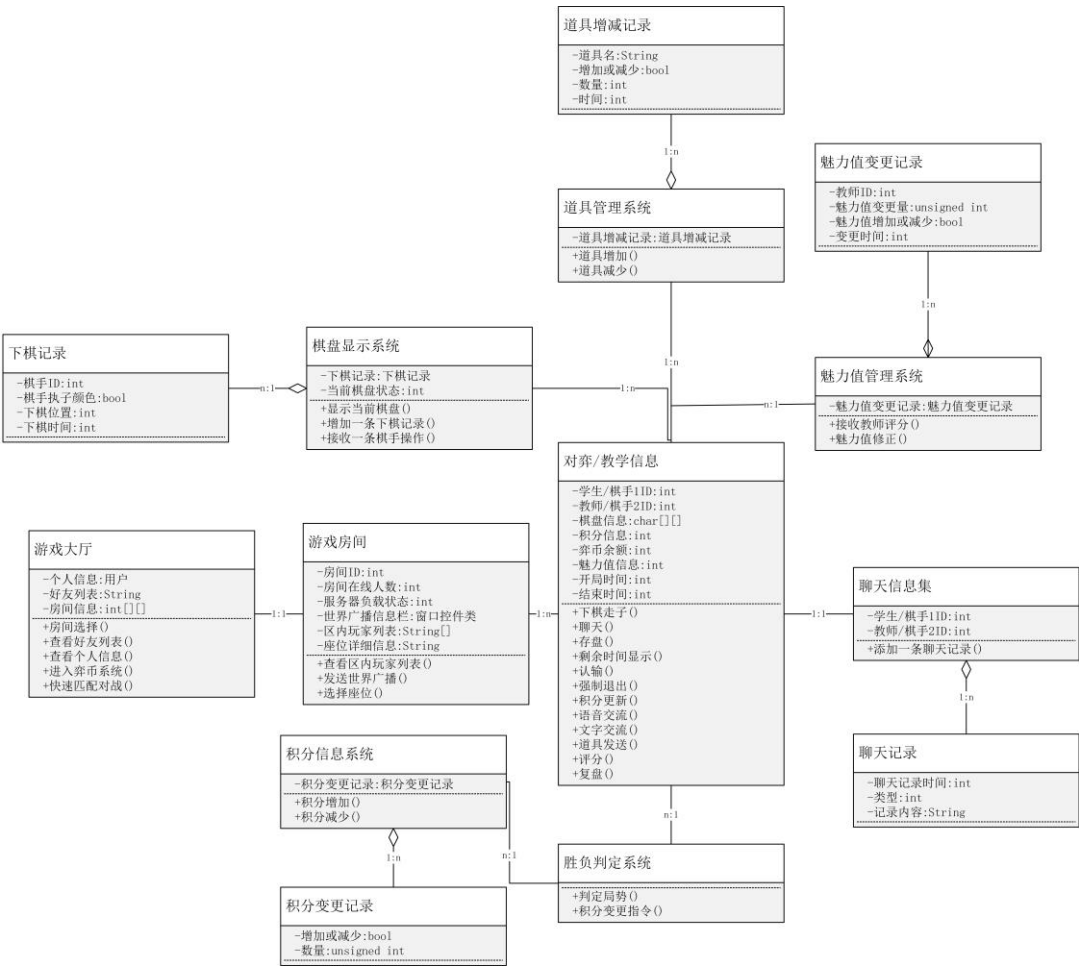 道具增减记录
-道具名:String
-增加或减少:bool
-数量:int
-时间:int
1:n
道具管理系统
-道具增减记录:道具增减记录
+道具增加()
+道具减少()
1:n
魅力值变更记录
-教师ID:int
-魅力值变更量:unsigned int
-魅力值增加或减少:bool
-变更时间:int
1:n
魅力值管理系统
-魅力值变更记录:魅力值变更记录
+接收教师评分()
+魅力值修正()
n:1
下棋记录
-棋手ID:int
-棋手执子颜色:bool
-下棋位置:int
-下棋时间:int
n:1
棋盘显示系统
-下棋记录:下棋记录
-当前棋盘状态:int
+显示当前棋盘()
+增加一条下棋记录()
+接收一条棋手操作()
1:n
对弈/教学信息
-学生/棋手1ID:int
-教师/棋手2ID:int
-棋盘信息:char[][]
-积分信息:int
-弈币余额:int
-魅力值信息:int
-开局时间:int
-结束时间:int
+下棋走子()
+聊天()
+存盘()
+剩余时间显示()
+认输()
+强制退出()
+积分更新()
+语音交流()
+文字交流()
+道具发送()
+评分()
+复盘()
游戏大厅
-个人信息:用户
-好友列表:String
-房间信息:int[][]
+房间选择()
+查看好友列表()
+查看个人信息()
+进入弈币系统()
+快速匹配对战()
1:1
游戏房间
-房间ID:int
-房间在线人数:int
-服务器负载状态:int
-世界广播信息栏:窗口控件类
-区内玩家列表:String[]
-座位详细信息:String
+查看区内玩家列表()
+发送世界广播()
+选择座位()
1:n
1:1
聊天信息集
-学生/棋手1ID:int
-教师/棋手2ID:int
+添加一条聊天记录()
1:n
聊天记录
-聊天记录时间:int
-类型:int
-记录内容:String
积分信息系统
-积分变更记录:积分变更记录
+积分增加()
+积分减少()
1:n
积分变更记录
-增加或减少:bool
-数量:unsigned int
n:1
n:1
胜负判定系统
+判定局势()
+积分变更指令()